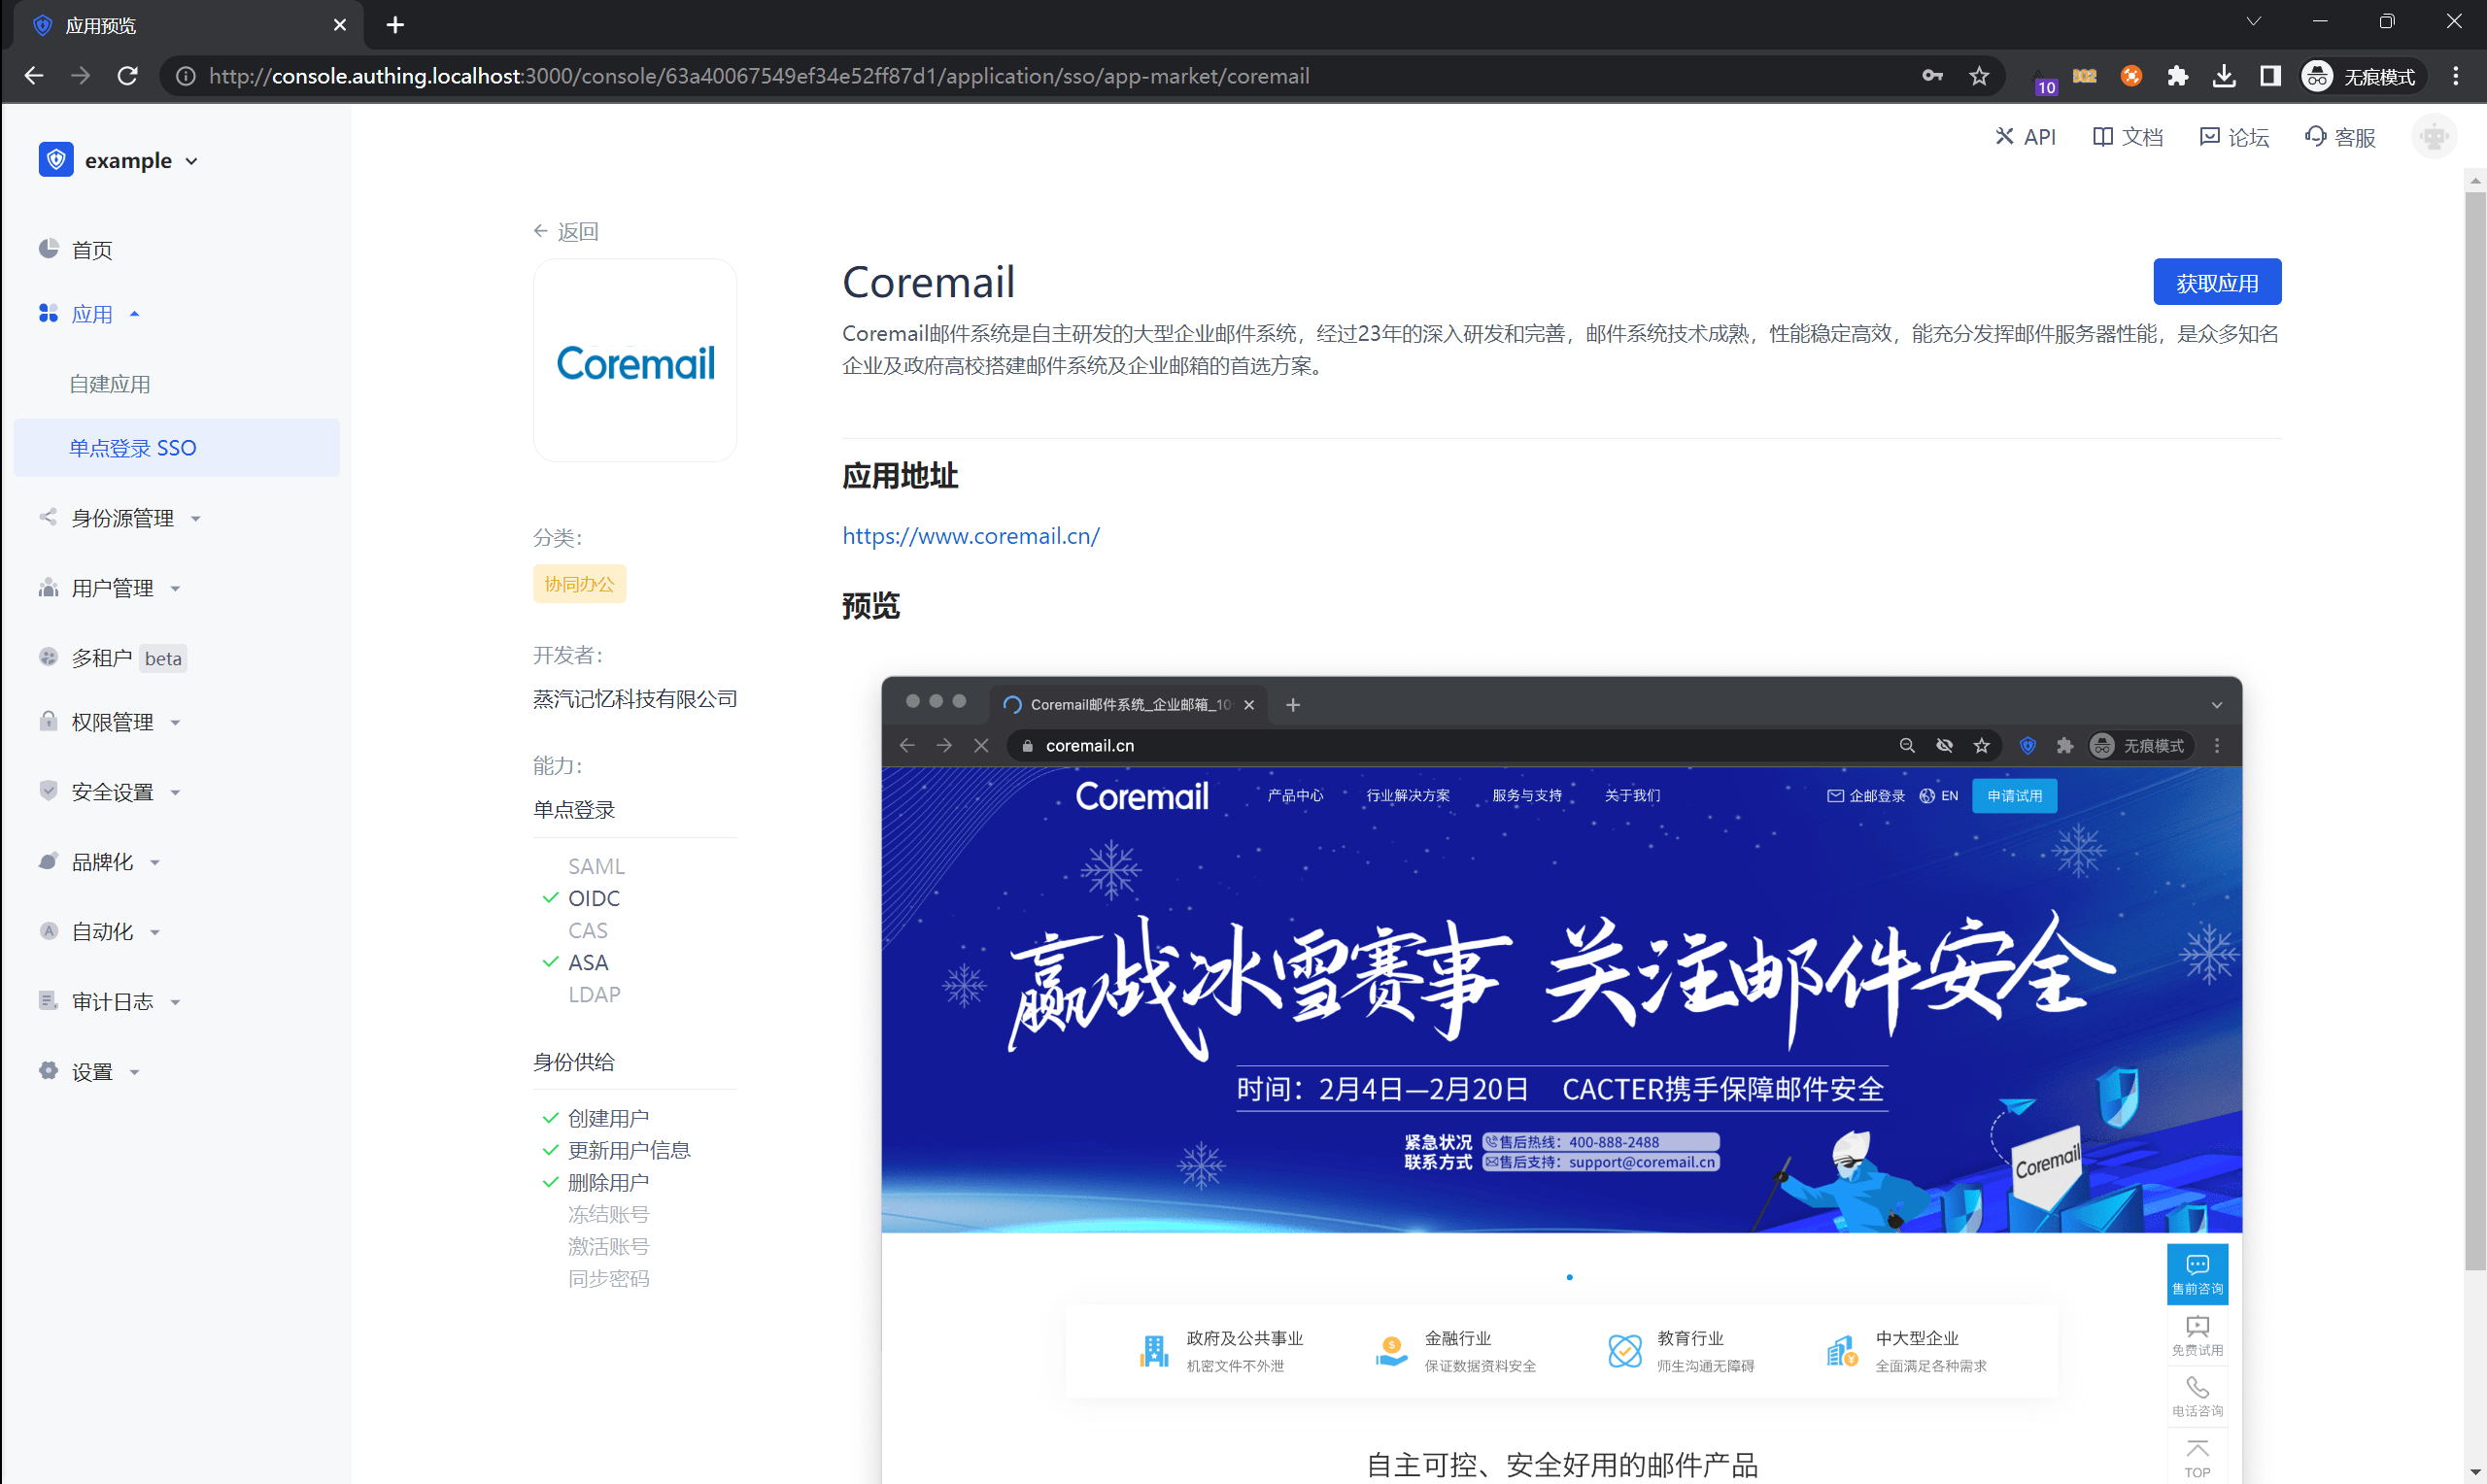 应用预览
http://console.authing.localhost:3000/console/63a40067549ef34e52ff87d1/application/sso/app-market/coremail
10
302
无痕模式
example
API
文档
论坛
客服
首页
应用
自建应用
单点登录 SSO
身份源管理
用户管理
多租户 beta
权限管理
安全设置
品牌化
自动化
审计日志
设置
返回
Coremail
分类：
协同办公
开发者：
蒸汽记忆科技有限公司
能力：
单点登录
SAML
OIDC
CAS
ASA
LDAP
身份供给
创建用户
更新用户信息
删除用户
冻结账号
激活账号
同步密码
Coremail
获取应用
Coremail邮件系统是自主研发的大型企业邮件系统，经过23年的深入研发和完善，邮件系统技术成熟，性能稳定高效，能充分发挥邮件服务器性能，是众多知名
企业及政府高校搭建邮件系统及企业邮箱的首选方案。
应用地址
https://www.coremail.cn/
预览
Coremail邮件系统_企业邮箱_10
coremail.cn
无痕模式
Coremail
产品中心
行业解决方案
服务与支持
关于我们
企邮登录
EN
申请试用
赢战冰雪赛事 关注邮件安全
时间：2月4日—2月20日 CACTER携手保障邮件安全
紧急状况 售后热线：400-888-2488
联系方式 售后支持：support@coremail.cn
Coremail
售前咨询
免费试用
电话咨询
TOP
政府及公共事业
机密文件不外泄
金融行业
保证数据资料安全
教育行业
师生沟通无障碍
中大型企业
全面满足各种需求
自主可控、安全好用的邮件产品